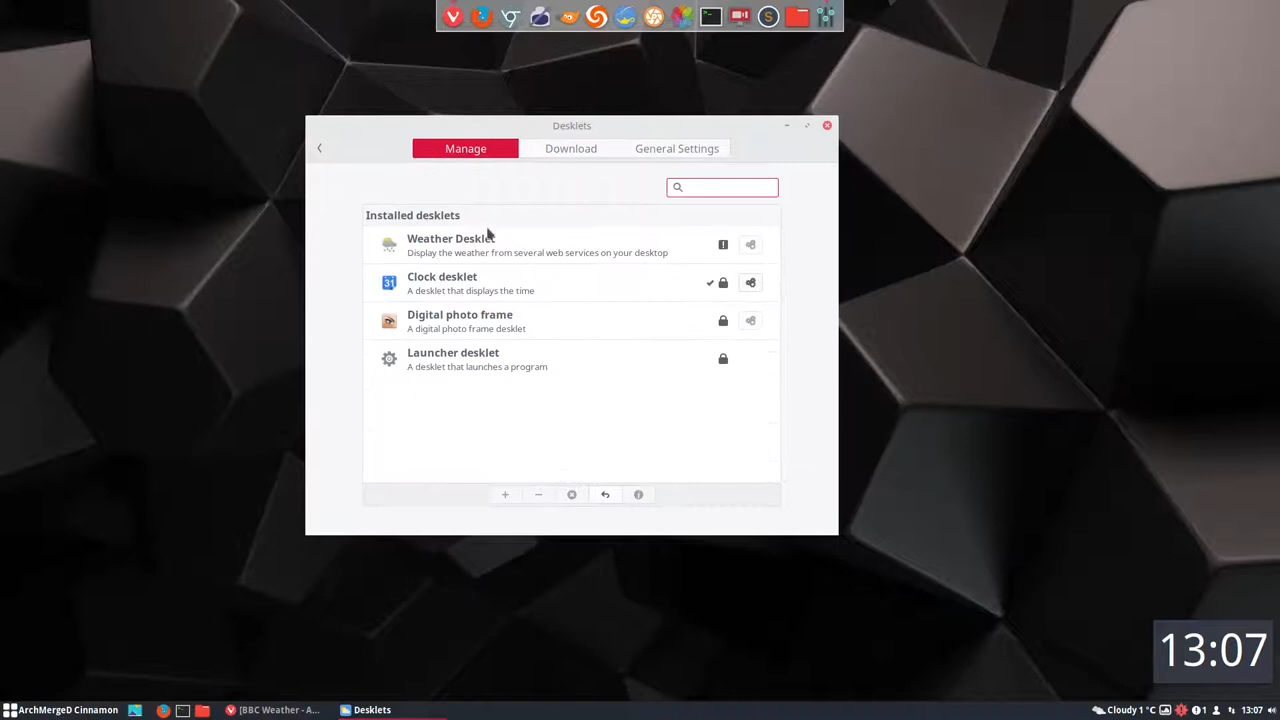 Desklets
Manage
Download
General Settings
Installed desklets
Weather Desklet
Display the weather from several web services on your desktop
Clock desklet
A desklet that displays the time
31
Digital photo frame
A digital photo frame desklet
Launcher desklet
A desklet that launches a program
13:07
ArchMergeD Cinnamon
[BBC Weather - A...
Desklets
Cloudy 1 °C
1
13:07